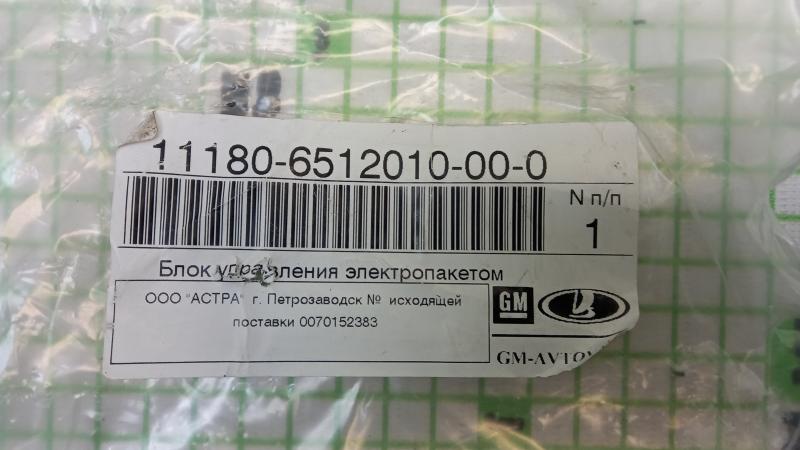 11180-6512010-00-0
N п/п
1
Блок управления электропакетом
ООО "АСТРА" г. Петрозаводск № исходящей
поставки 0070152383
GM